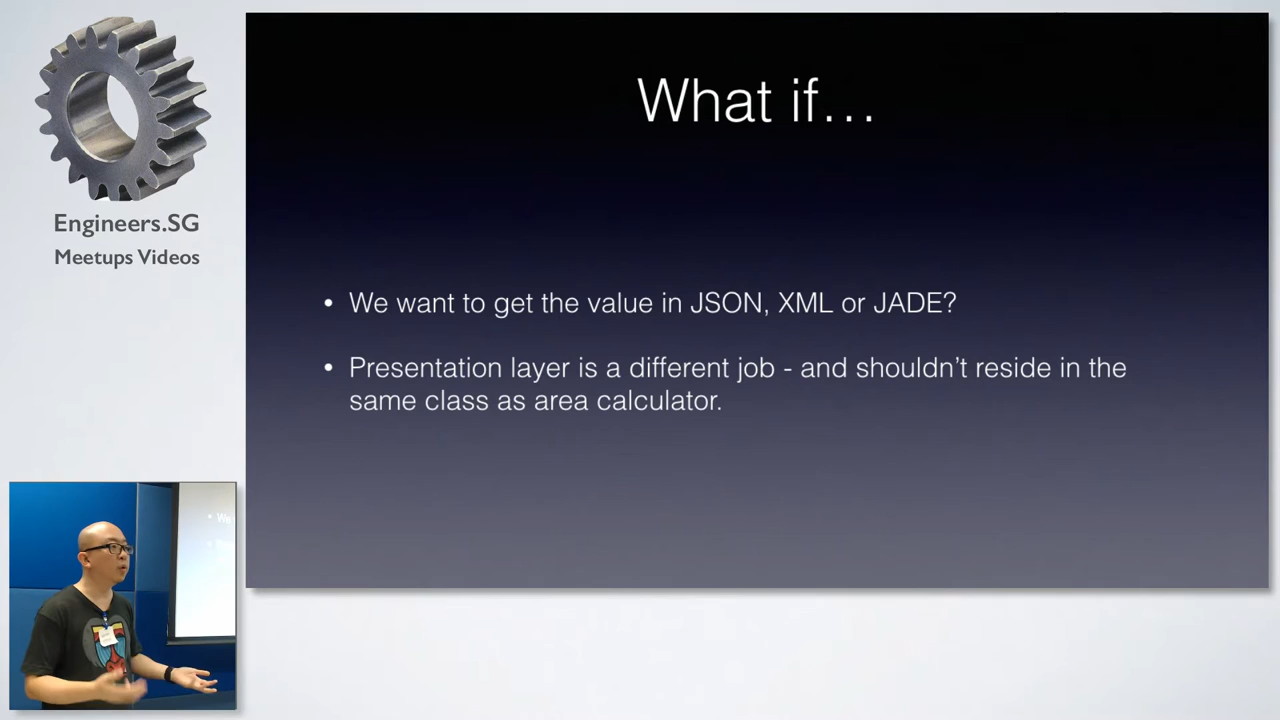 Engineers.SG
Meetups Videos
What if...
• We want to get the value in JSON, XML or JADE?
• Presentation layer is a different job - and shouldn't reside in the
same class as area calculator.
• We